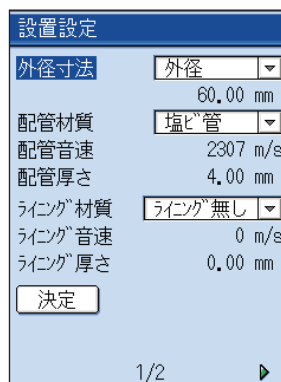 設置設定
外径寸法 外径
60.00 mm
配管材質 塩ビ管
配管音速 2307 m/s
配管厚さ 4.00 mm
ライニング材質 ライニング無し
ライニング音速 0 m/s
ライニング厚さ 0.00 mm
決定
1/2